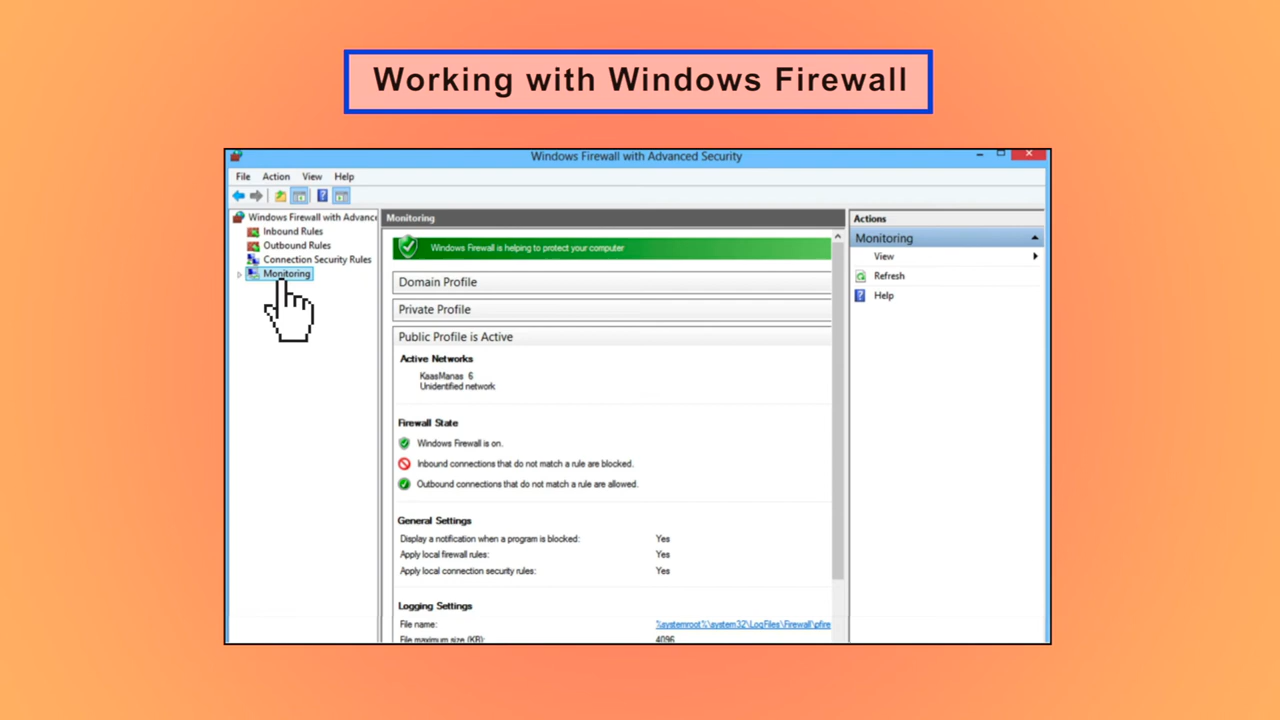 Working with Windows Firewall
Windows Firewall with Advanced Security
File Action View Help
Windows Firewall with Advance
Inbound Rules
Outbound Rules
Connection Security Rules
Monitoring
Monitoring
Windows Firewall is helping to protect your computer
Domain Profile
Private Profile
Public Profile is Active
Active Networks
KaasManas 6
Unidentified network
Firewall State
Windows Firewall is on.
Inbound connections that do not match a rule are blocked.
Outbound connections that do not match a rule are allowed.
General Settings
Display a notification when a program is blocked: Yes
Apply local firewall rules: Yes
Apply local connection security rules: Yes
Logging Settings
File name: %systemroot%\system32\LogFiles\Firewall\pfire
File maximum size (KB): 4096
Actions
Monitoring
View
Refresh
Help